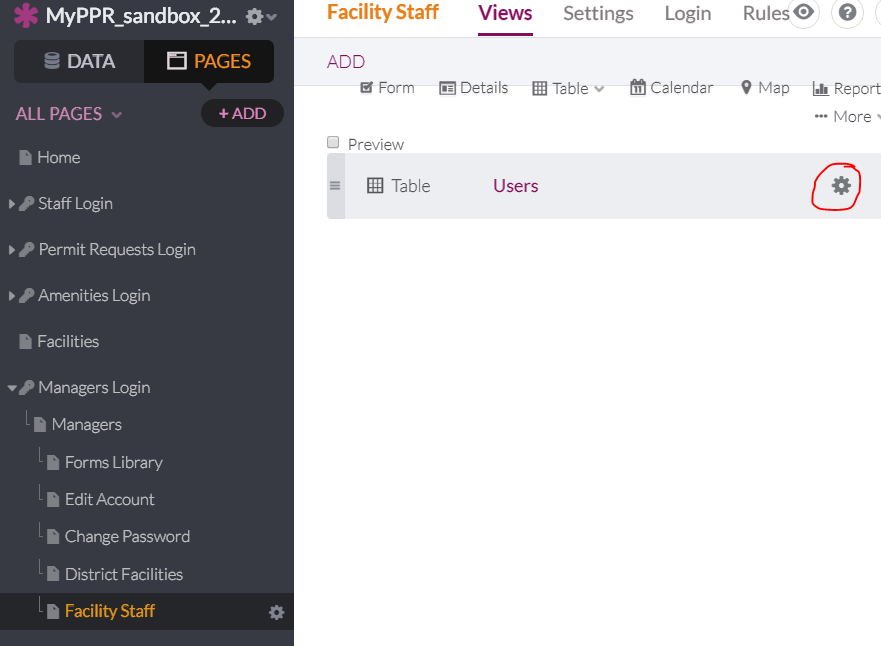 MyPPR_sandbox_2...
DATA
PAGES
ALL PAGES
+ ADD
Home
Staff Login
Permit Requests Login
Amenities Login
Facilities
Managers Login
Managers
Forms Library
Edit Account
Change Password
District Facilities
Facility Staff
Facility Staff Views Settings Login Rules ?
ADD
Form Details Table Calendar Map Report
More
Preview
Table Users